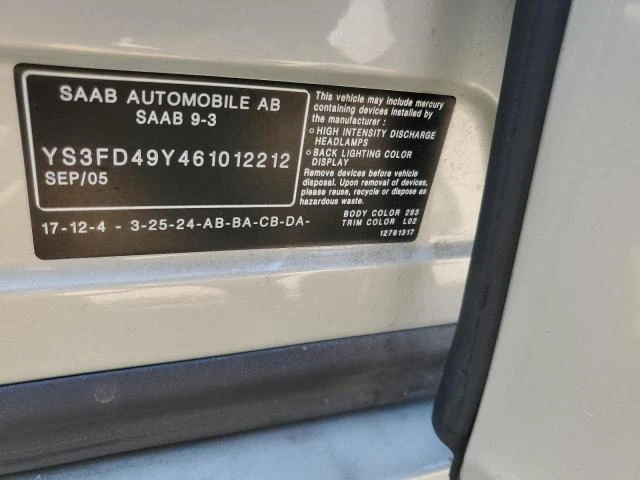 SAAB AUTOMOBILE AB
SAAB 9-3
YS3FD49Y461012212
SEP/05
17-12-4 - 3-25-24-AB-BA-CB-DA-
This vehicle may include mercury
containing devices installed by
the manufacturer :
○ HIGH INTENSITY DISCHARGE
HEADLAMPS
○ BACK LIGHTING COLOR
DISPLAY
Remove devices before vehicle
disposal. Upon removal of devices,
please reuse, recycle or dispose as
hazardous waste.
BODY COLOR 293
TRIM COLOR L02
12761317